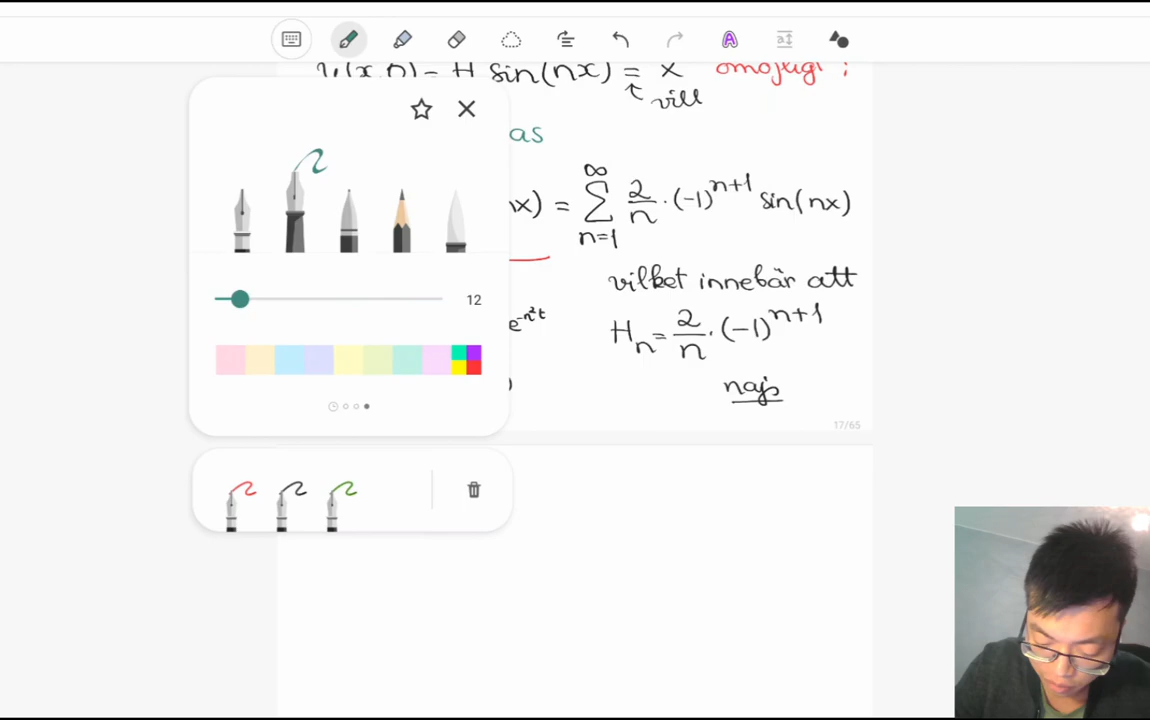 u(x,0) = H sin(nx) = x omöjligt !
↑ vill
as
nx) = ∞ Σ n=1 2/n · (-1)^{n+1} sin(nx)
12
vilket innebär att
e^{-n²t}
H_n = 2/n · (-1)^{n+1}
najs
17/65